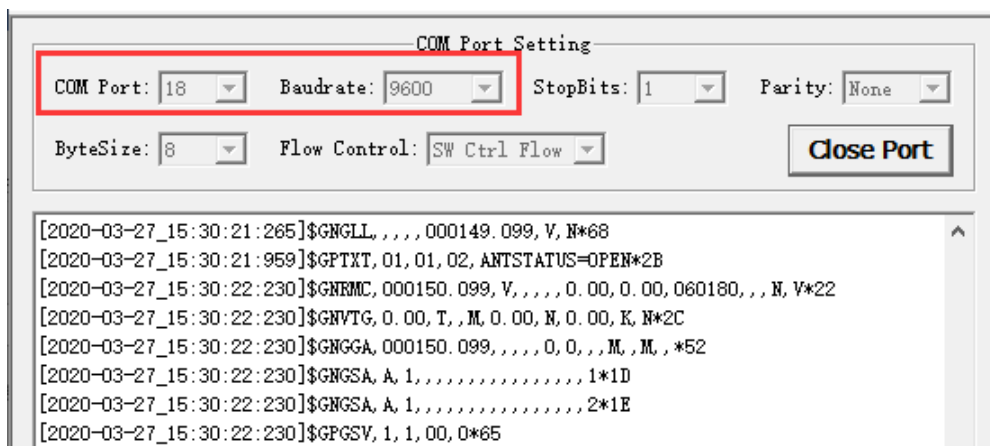 COM Port Setting
COM Port: 18 Baudrate: 9600 StopBits: 1 Parity: None
ByteSize: 8 Flow Control: SW Ctrl Flow Close Port
[2020-03-27_15:30:21:265]$GNGLL,,,,,000149.099,V,N*68
[2020-03-27_15:30:21:959]$GPTXT,01,01,02,ANTSTATUS=OPEN*2B
[2020-03-27_15:30:22:230]$GNRMC,000150.099,V,,,,,0.00,0.00,060180,,,N,V*22
[2020-03-27_15:30:22:230]$GNVTG,0.00,T,,M,0.00,N,0.00,K,N*2C
[2020-03-27_15:30:22:230]$GNGGA,000150.099,,,,,0,0,,,M,,M,,*52
[2020-03-27_15:30:22:230]$GNGSA,A,1,,,,,,,,,,,,,,,,1*1D
[2020-03-27_15:30:22:230]$GNGSA,A,1,,,,,,,,,,,,,,,,2*1E
[2020-03-27_15:30:22:230]$GPGSV,1,1,00,0*65